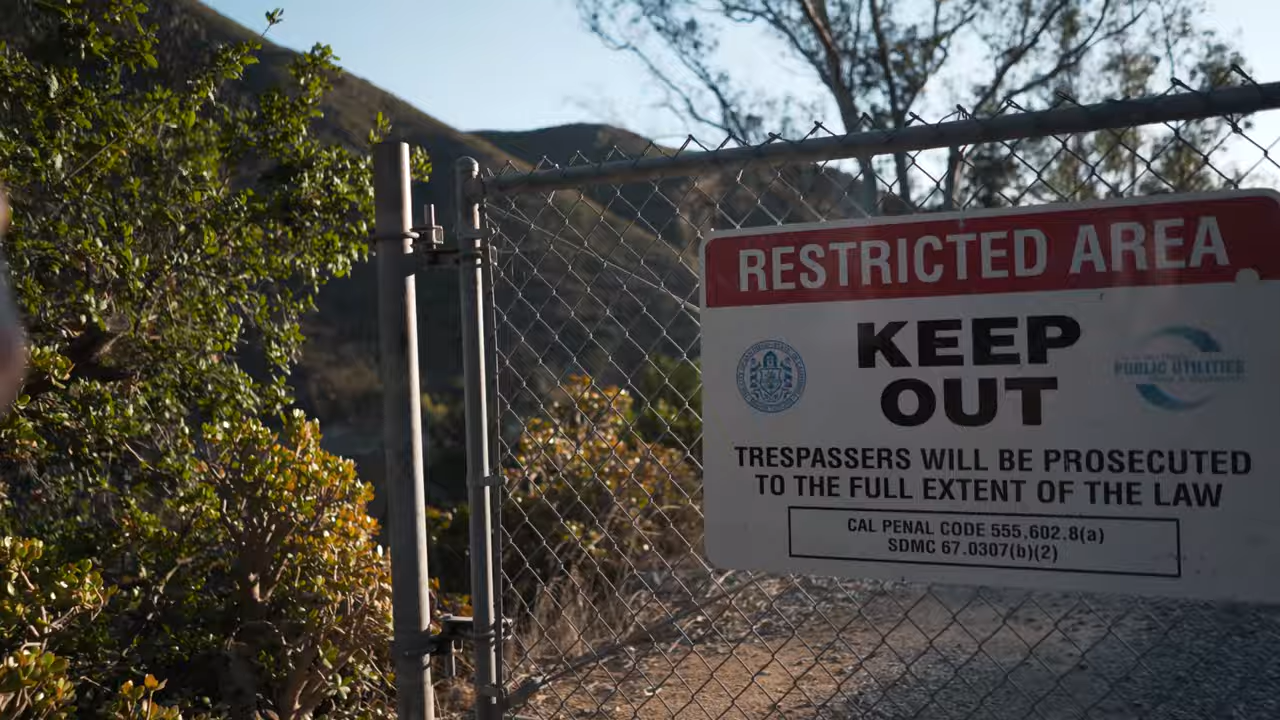 RESTRICTED AREA
KEEP
OUT
PUBLIC UTILITIES
TRESPASSERS WILL BE PROSECUTED
TO THE FULL EXTENT OF THE LAW
CAL PENAL CODE 555,602.8(a)
SDMC 67.0307(b)(2)